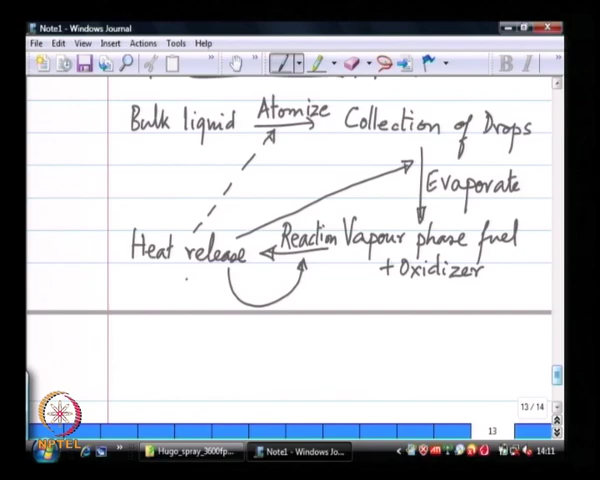 Note1 - Windows Journal
File Edit View Insert Actions Tools Help
B I
Bulk liquid Atomize Collection of Drops
Evaporate
Heat release Reaction Vapour phase fuel
+ Oxidizer
13 / 14
13
NPTEL
Hugo_spray_3600fp...
Note1 - Windows Jo...
14:11